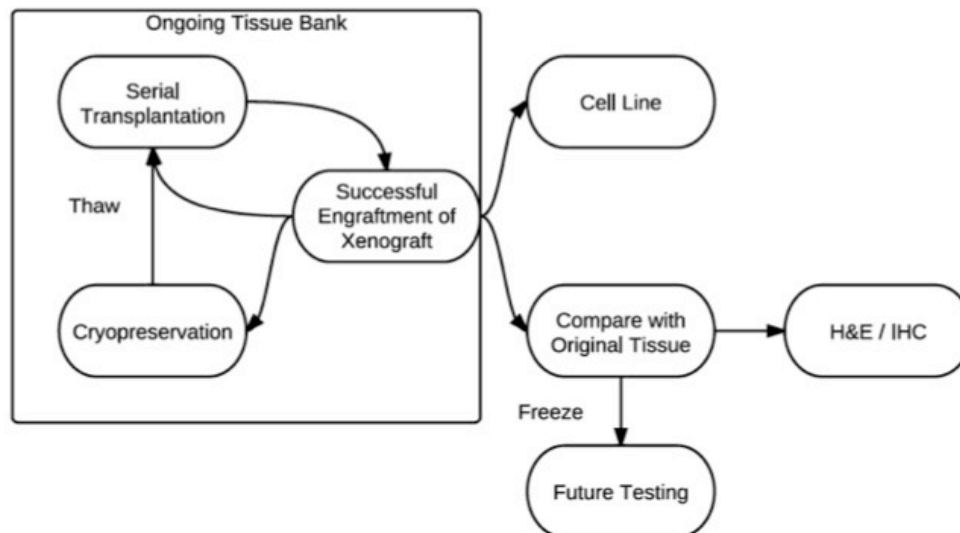 Ongoing Tissue Bank
Serial
Transplantation
Cell Line
Thaw
Successful
Engraftment of
Xenograft
Cryopreservation
Compare with
Original Tissue
H&E / IHC
Freeze
Future Testing